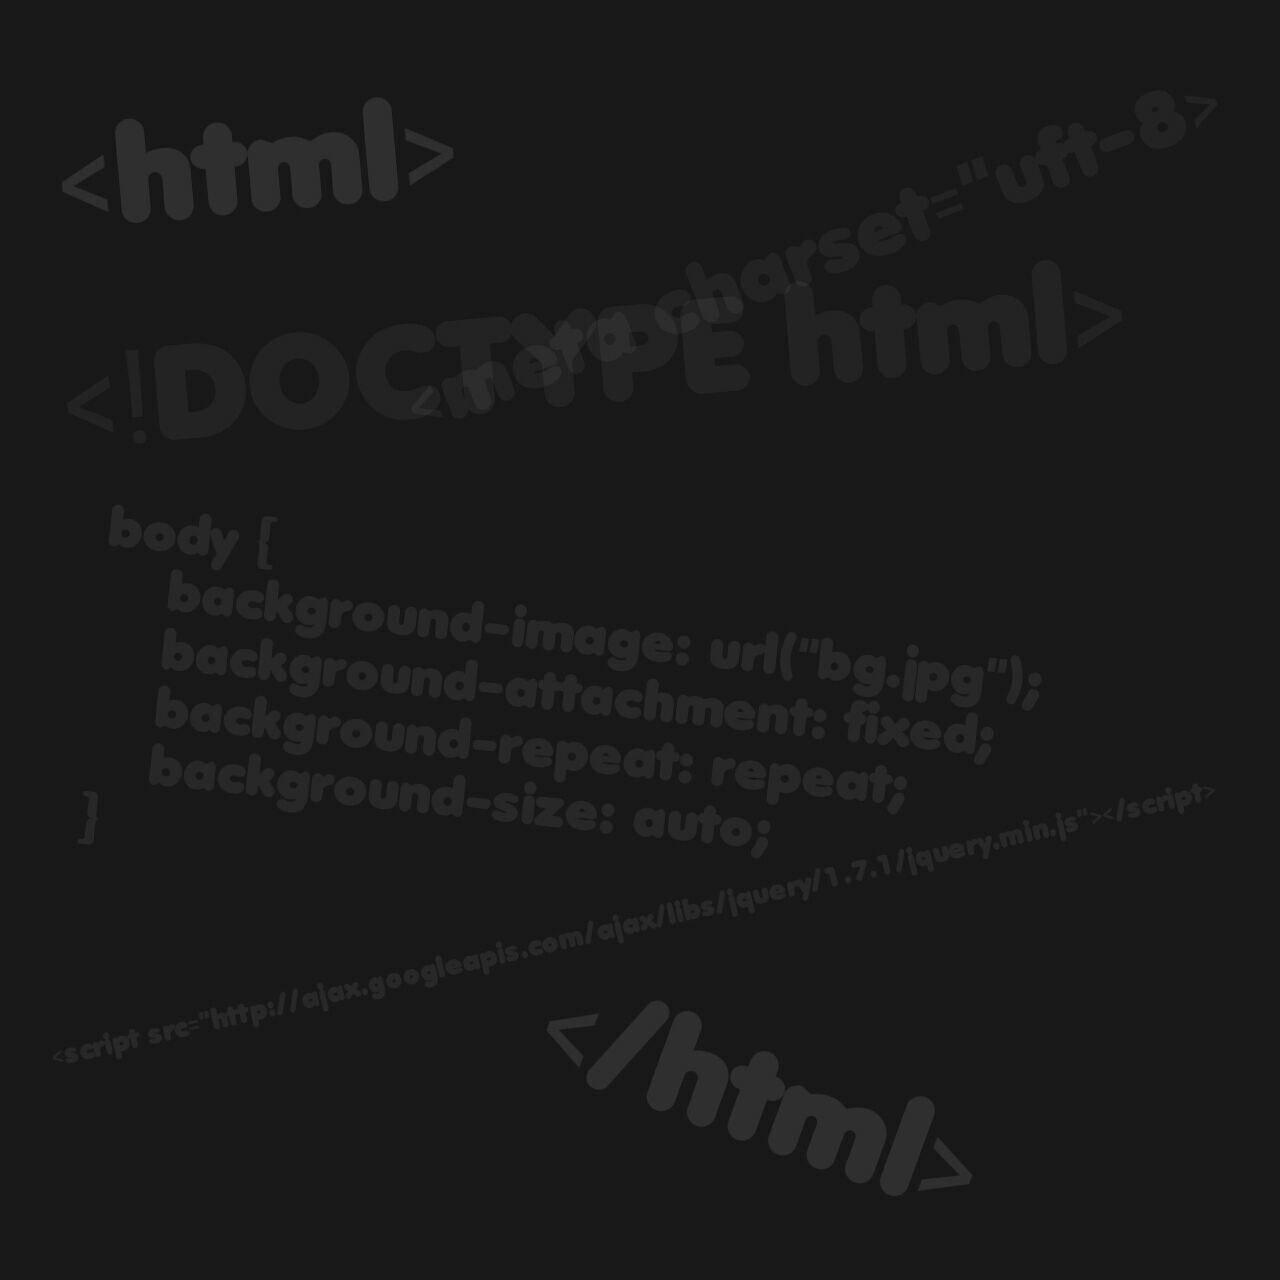 <html>
<meta charset="uft-8>
<!DOCTYPE html>
body {
background-image: url("bg.jpg");
background-attachment: fixed;
background-repeat: repeat;
background-size: auto;
}
<script src="http://ajax.googleapis.com/ajax/libs/jquery/1.7.1/jquery.min.js"></script>
</html>